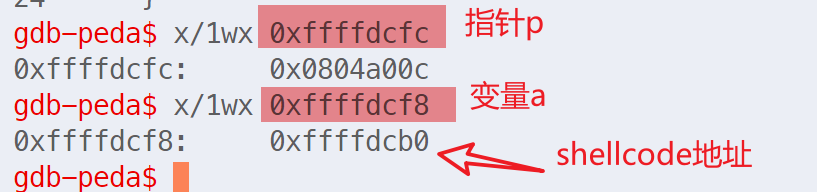 24      }
gdb-peda$ x/1wx 0xffffdcfc 指针p
0xffffdcfc:     0x0804a00c
gdb-peda$ x/1wx 0xffffdcf8 变量a
0xffffdcf8:     0xffffdcb0
shellcode地址
gdb-peda$